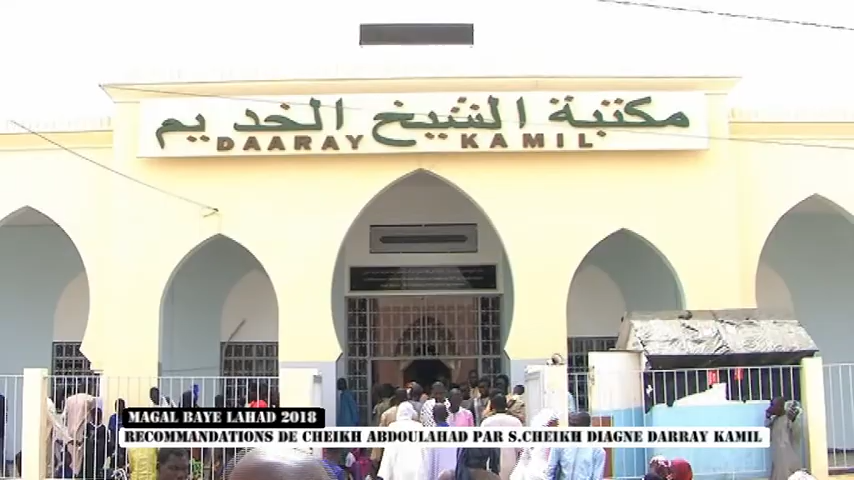 مكتبة الشيخ الخديم
DAARAY KAMIL
MAGAL BAYE LAHAD 2018
RECOMMANDATIONS DE CHEIKH ABDOULAHAD PAR S.CHEIKH DIAGNE DARRAY KAMIL